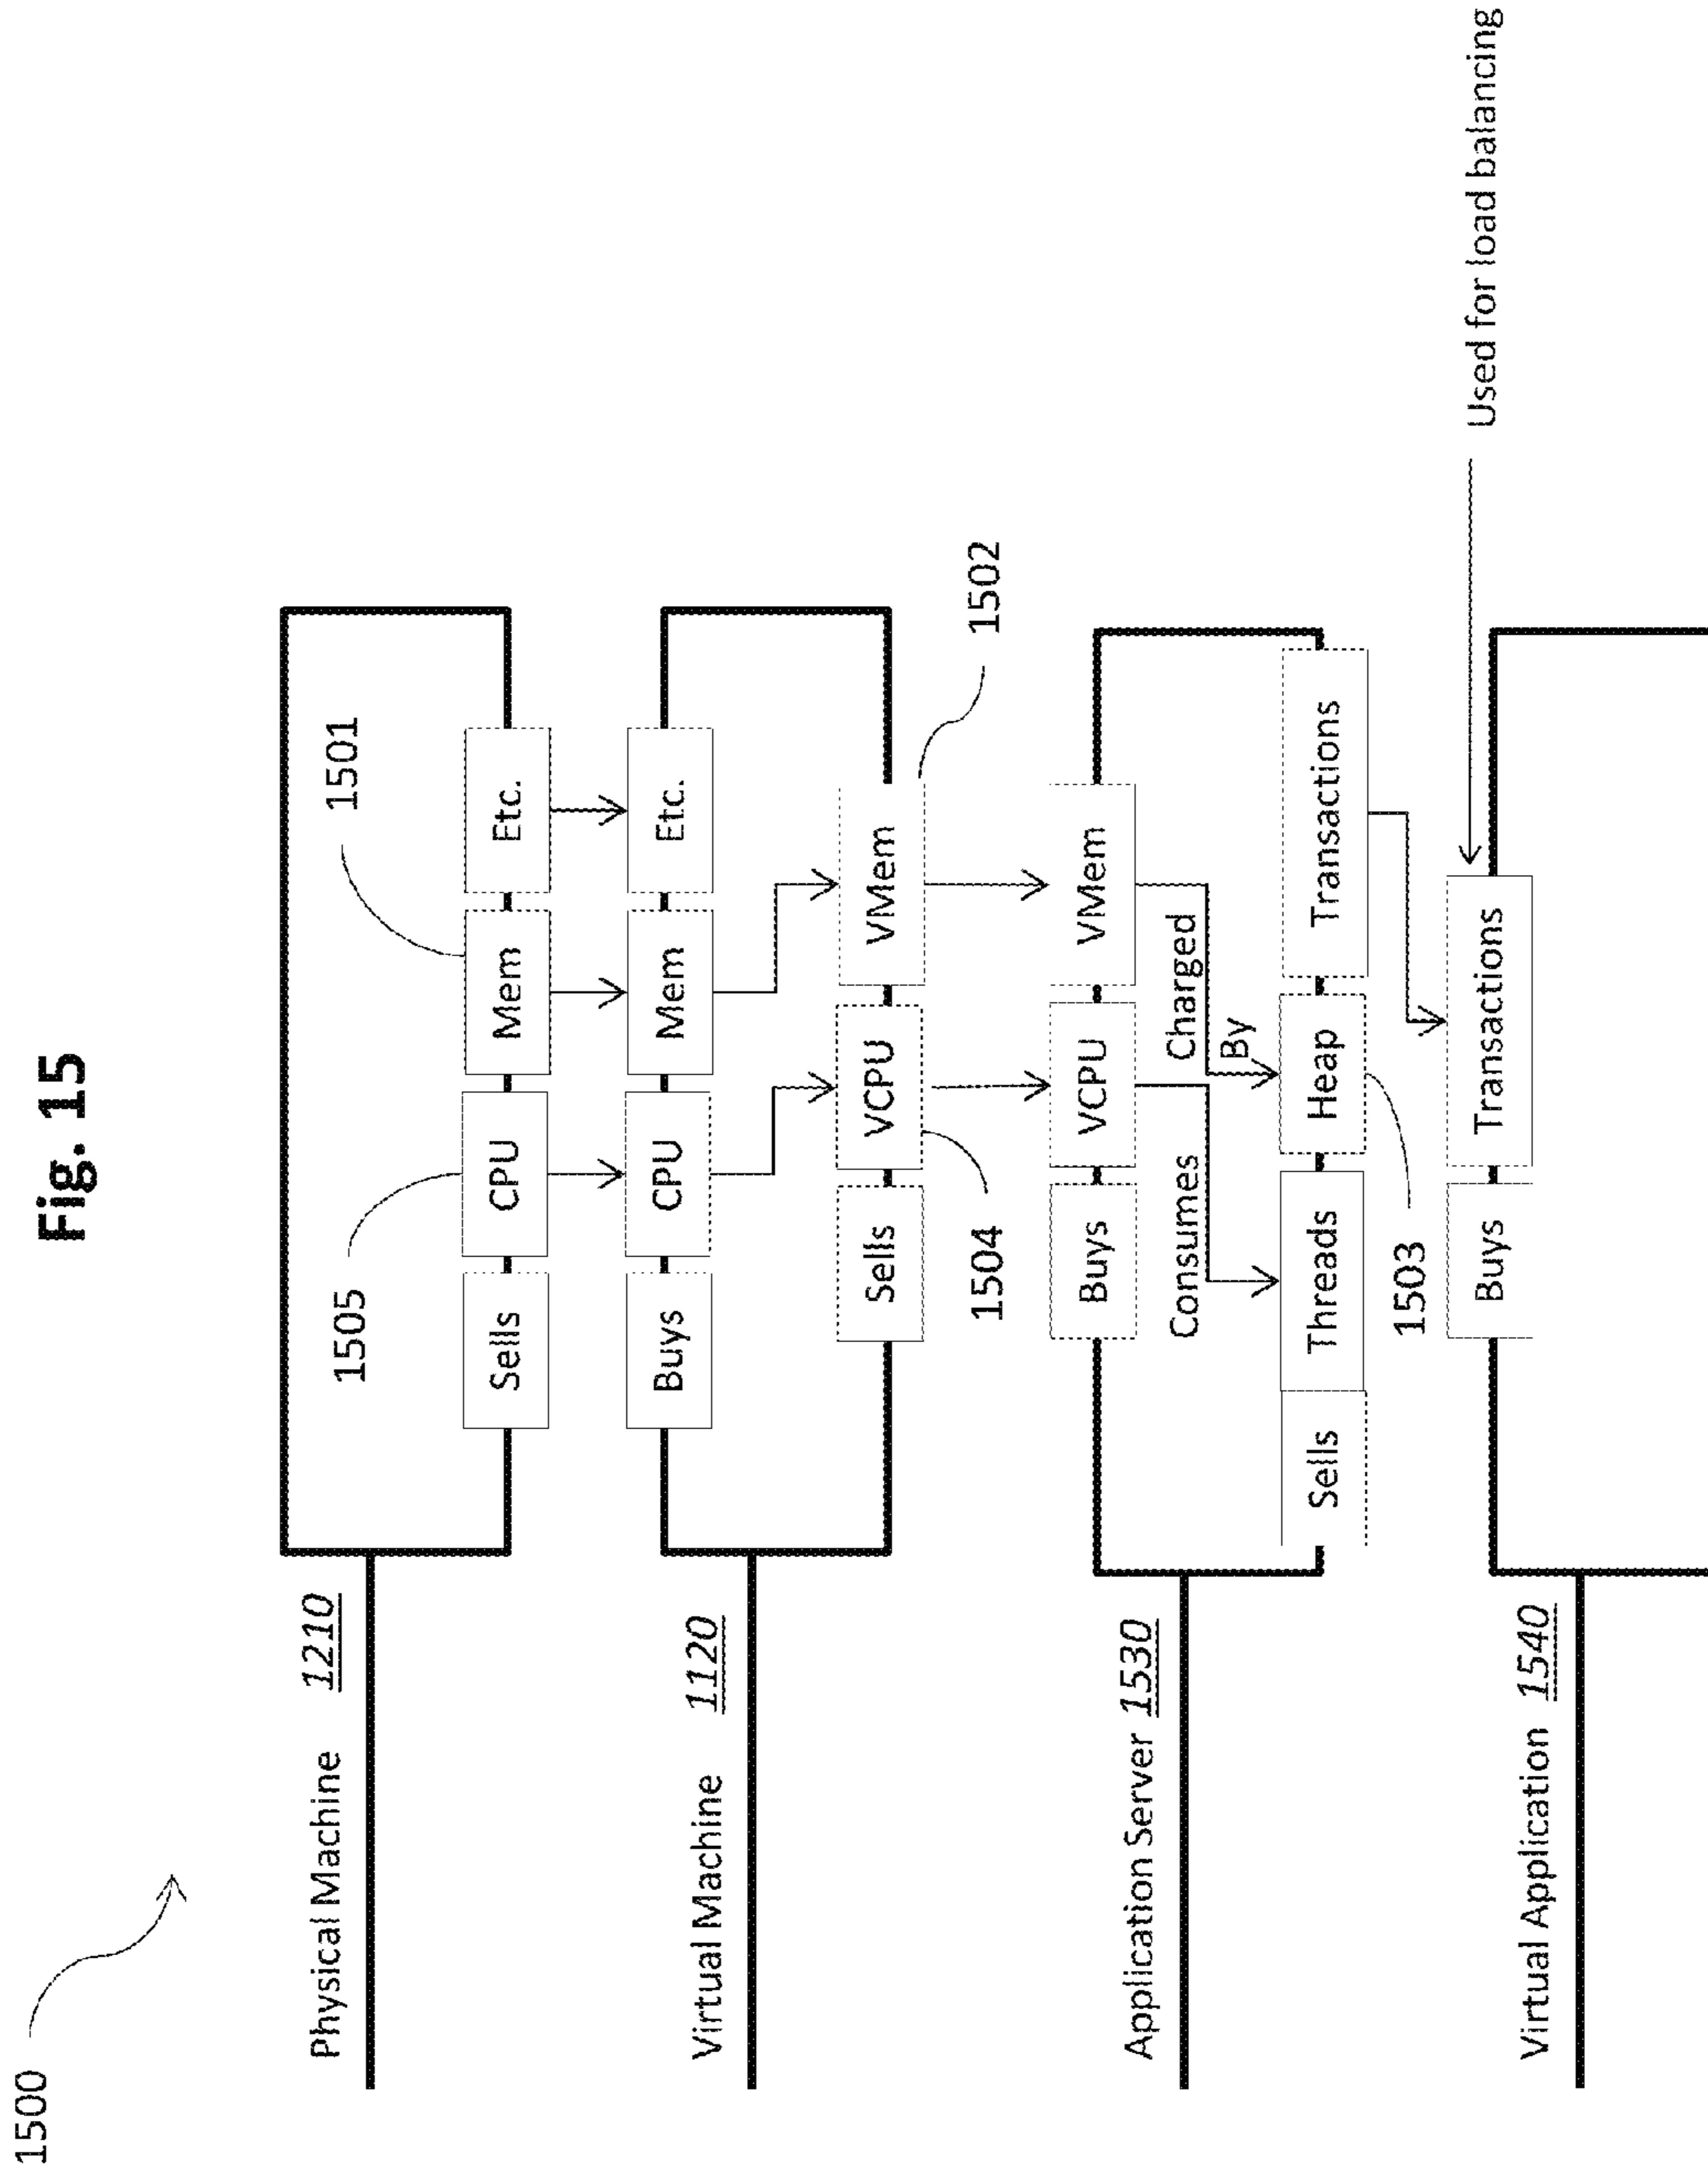 Fig. 15
1500
Physical Machine 1210
1505
1501
Sells CPU Mem Etc.
Virtual Machine 1120
Buys CPU Mem Etc.
Sells VCPU VMem
1504
1502
Application Server 1530
Buys VCPU VMem
Consumes
Charged
By
Sells Threads Heap Transactions
1503
Virtual Application 1540
Buys Transactions
Used for load balancing